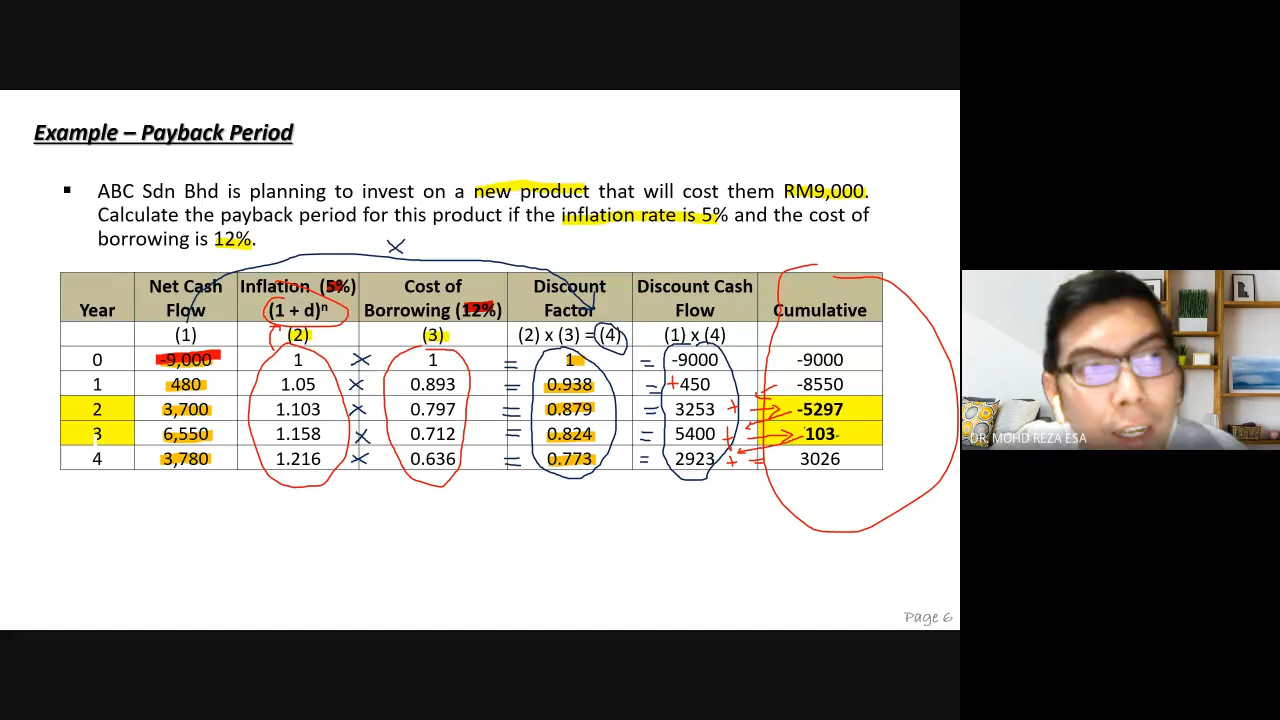 Example – Payback Period
▪ ABC Sdn Bhd is planning to invest on a new product that will cost them RM9,000.
Calculate the payback period for this product if the inflation rate is 5% and the cost of
borrowing is 12%.
X
Year | Net Cash Flow | Inflation (5%) (1 + d)ⁿ | Cost of Borrowing (12%) | Discount Factor | Discount Cash Flow | Cumulative
(1) | (2) | (3) | (2) x (3) = (4) | (1) x (4)
0 | -9,000 | 1 x | 1 = | 1 = | -9000 | -9000
1 | 480 | 1.05 x | 0.893 = | 0.938 = | +450 | -8550
2 | 3,700 | 1.103 x | 0.797 = | 0.879 = | 3253 + | -5297
3 | 6,550 | 1.158 x | 0.712 = | 0.824 = | 5400 + | 103
4 | 3,780 | 1.216 x | 0.636 = | 0.773 = | 2923 + = | 3026
Page 6
DR. MOHD REZA ESA